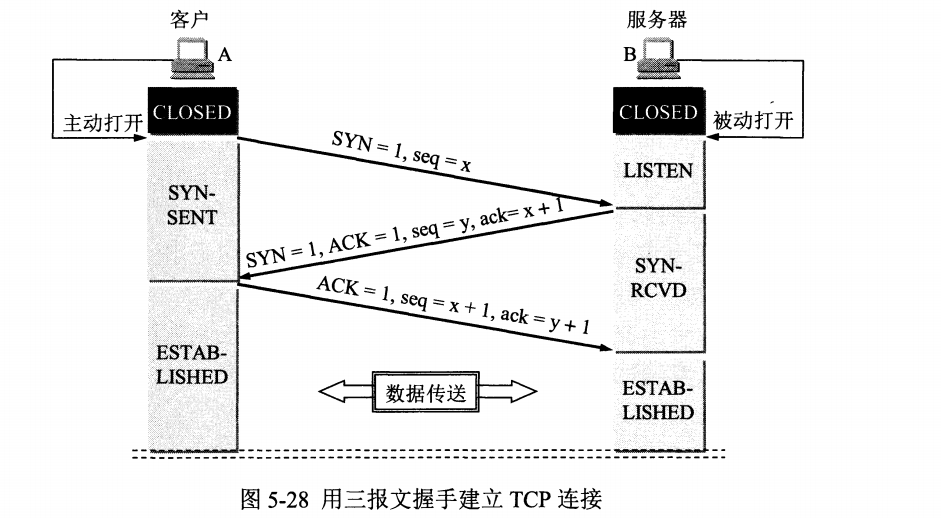 客户
服务器
A
B
CLOSED
CLOSED
主动打开
被动打开
SYN = 1, seq = x
LISTEN
SYN-
SENT
SYN = 1, ACK = 1, seq = y, ack= x + 1
SYN-
RCVD
ACK = 1, seq = x + 1, ack = y + 1
ESTAB-
LISHED
数据传送
ESTAB-
LISHED
图 5-28 用三报文握手建立 TCP 连接